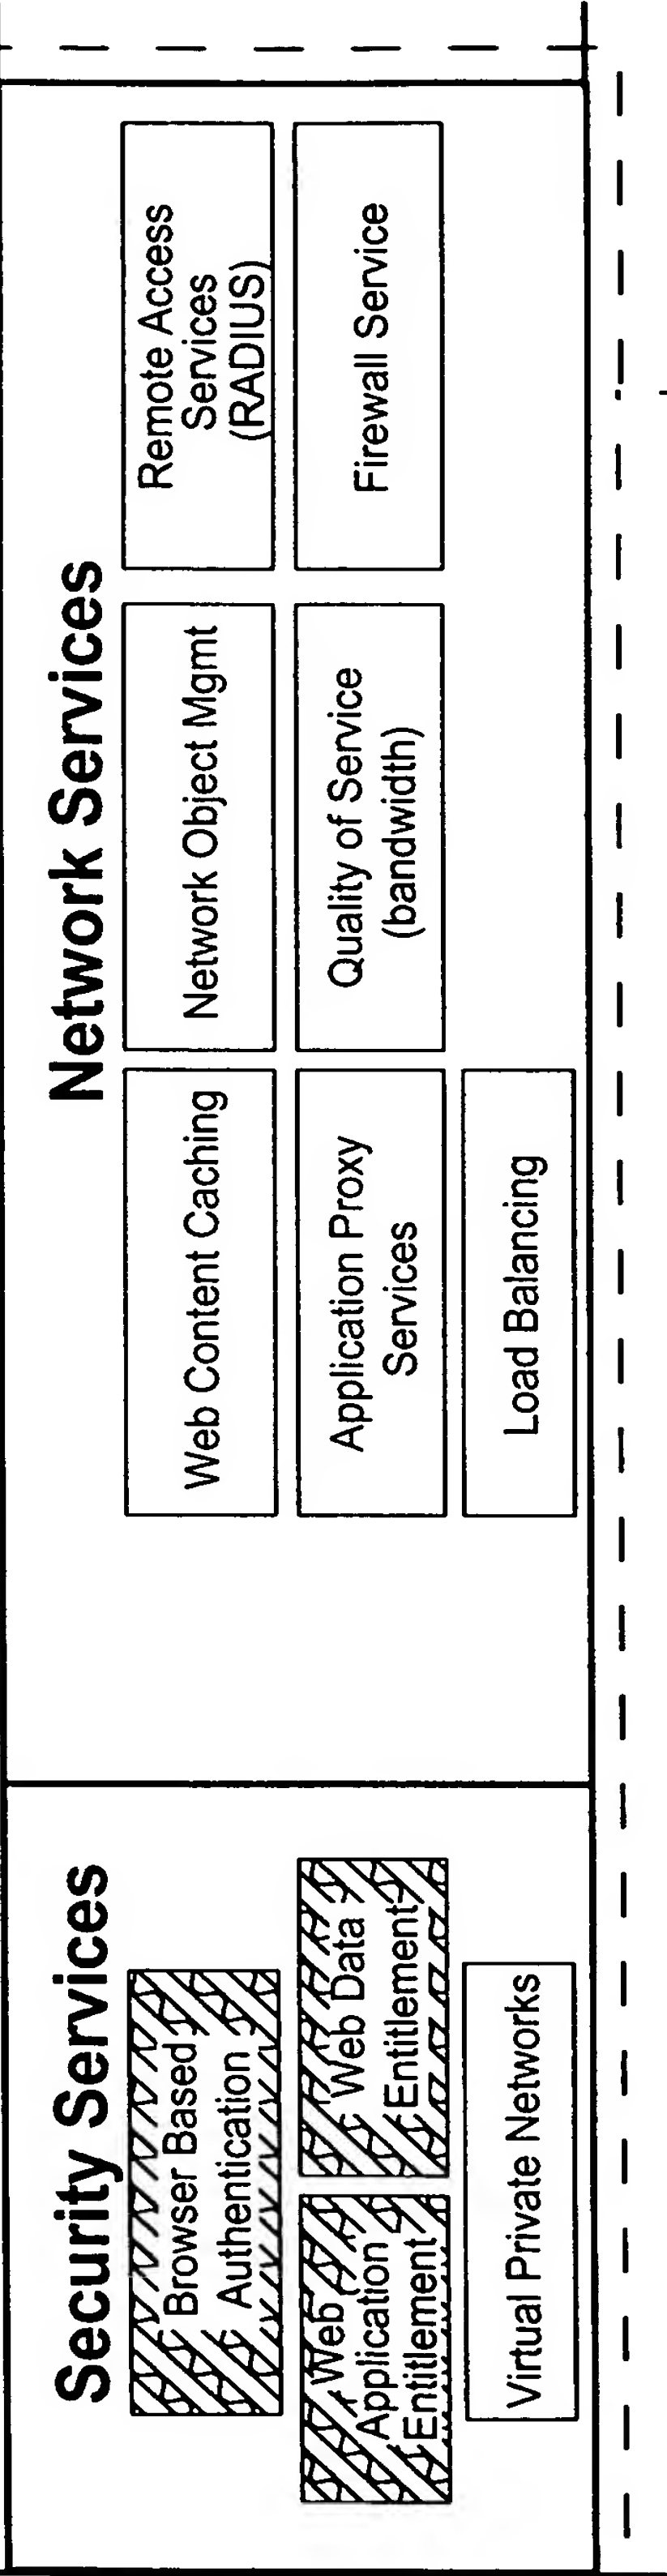 Security Services
Browser Based
Authentication
Web
Application
Entitlement
Web Data
Entitlement
Virtual Private Networks
Network Services
Web Content Caching
Network Object Mgmt
Remote Access
Services
(RADIUS)
Application Proxy
Services
Quality of Service
(bandwidth)
Firewall Service
Load Balancing